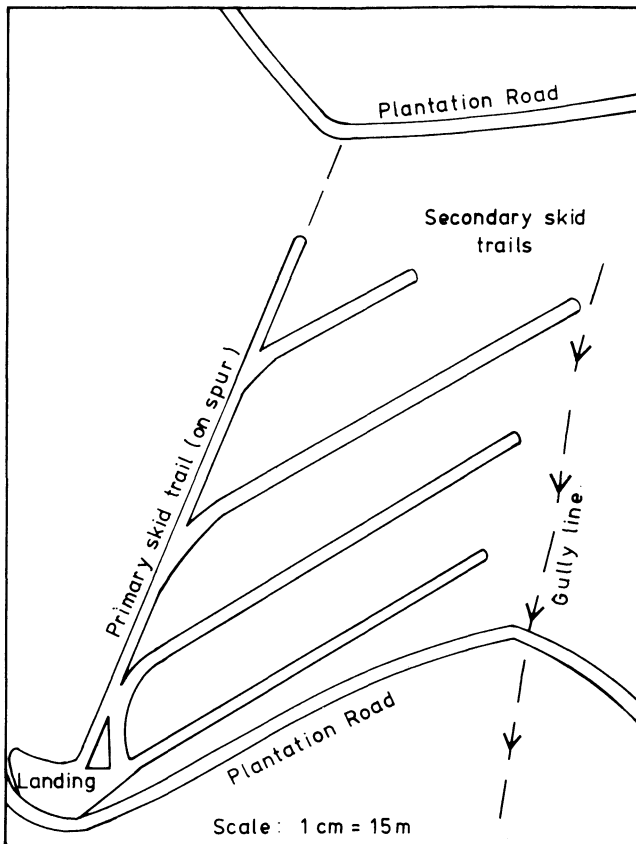 Plantation Road
Secondary skid
trails
Primary skid trail (on spur)
Gully line
Plantation Road
Landing
Scale: 1 cm = 15 m